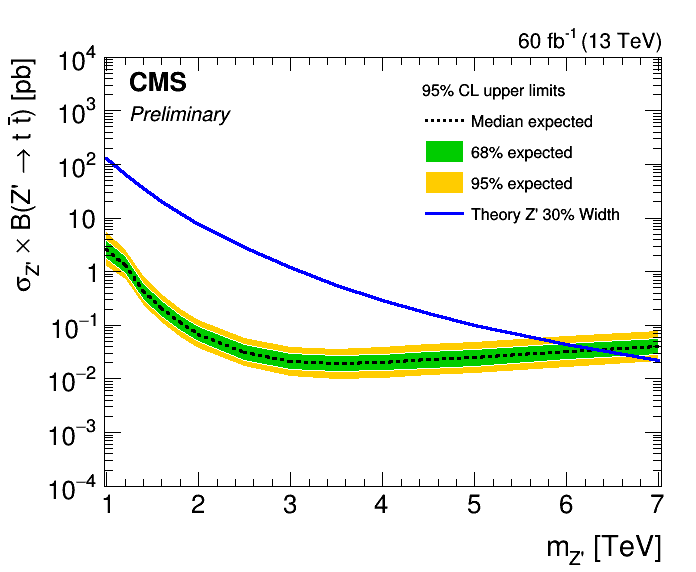 60 fb⁻¹ (13 TeV)
CMS
Preliminary
95% CL upper limits
Median expected
68% expected
95% expected
Theory Z' 30% Width
σ_Z' × B(Z' → t t̄) [pb]
10⁴
10³
10²
10
1
10⁻¹
10⁻²
10⁻³
10⁻⁴
1 2 3 4 5 6 7
m_Z' [TeV]